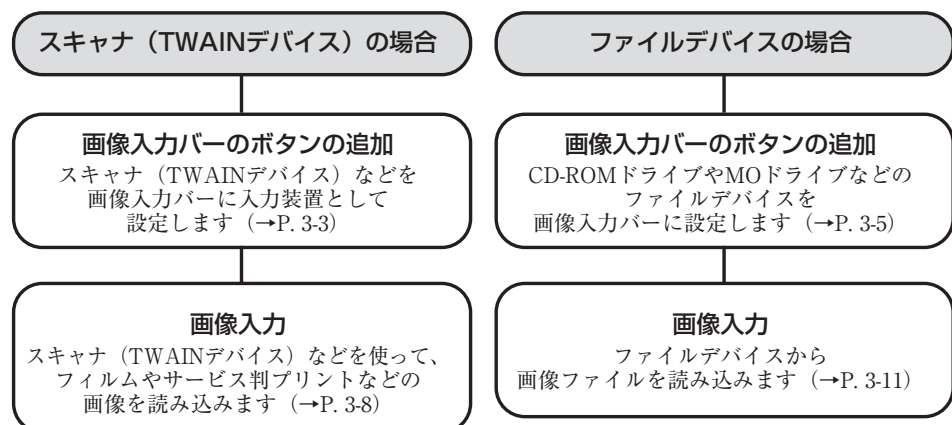 スキャナ（TWAINデバイス）の場合
画像入力バーのボタンの追加
スキャナ（TWAINデバイス）などを
画像入力バーに入力装置として
設定します（→P. 3-3）
画像入力
スキャナ（TWAINデバイス）などを使って、
フィルムやサービス判プリントなどの
画像を読み込みます（→P. 3-8）
ファイルデバイスの場合
画像入力バーのボタンの追加
CD-ROMドライブやMOドライブなどの
ファイルデバイスを
画像入力バーに設定します（→P. 3-5）
画像入力
ファイルデバイスから
画像ファイルを読み込みます（→P. 3-11）